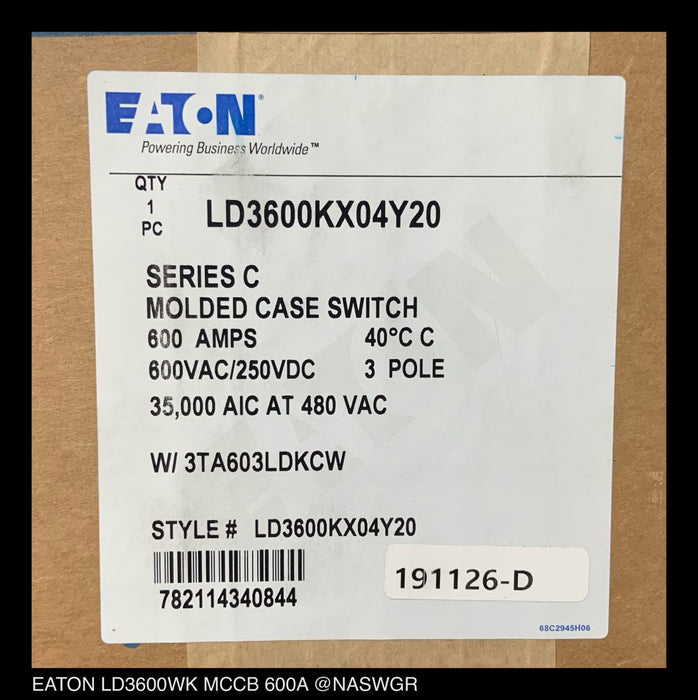 EATON®
Powering Business Worldwide™
QTY
1
PC
LD3600KX04Y20
SERIES C
MOLDED CASE SWITCH
600 AMPS 40°C C
600VAC/250VDC 3 POLE
35,000 AIC AT 480 VAC
W/ 3TA603LDKCW
STYLE # LD3600KX04Y20
782114340844
191126-D
68C2945H06
EATON LD3600WK MCCB 600A @NASWGR